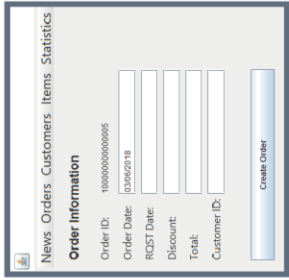 News Orders Customers Items Statistics
Order Information
Order ID: 10000000000005
Order Date: 03/06/2018
RQST Date:
Discount:
Total:
Customer ID:
Create Order